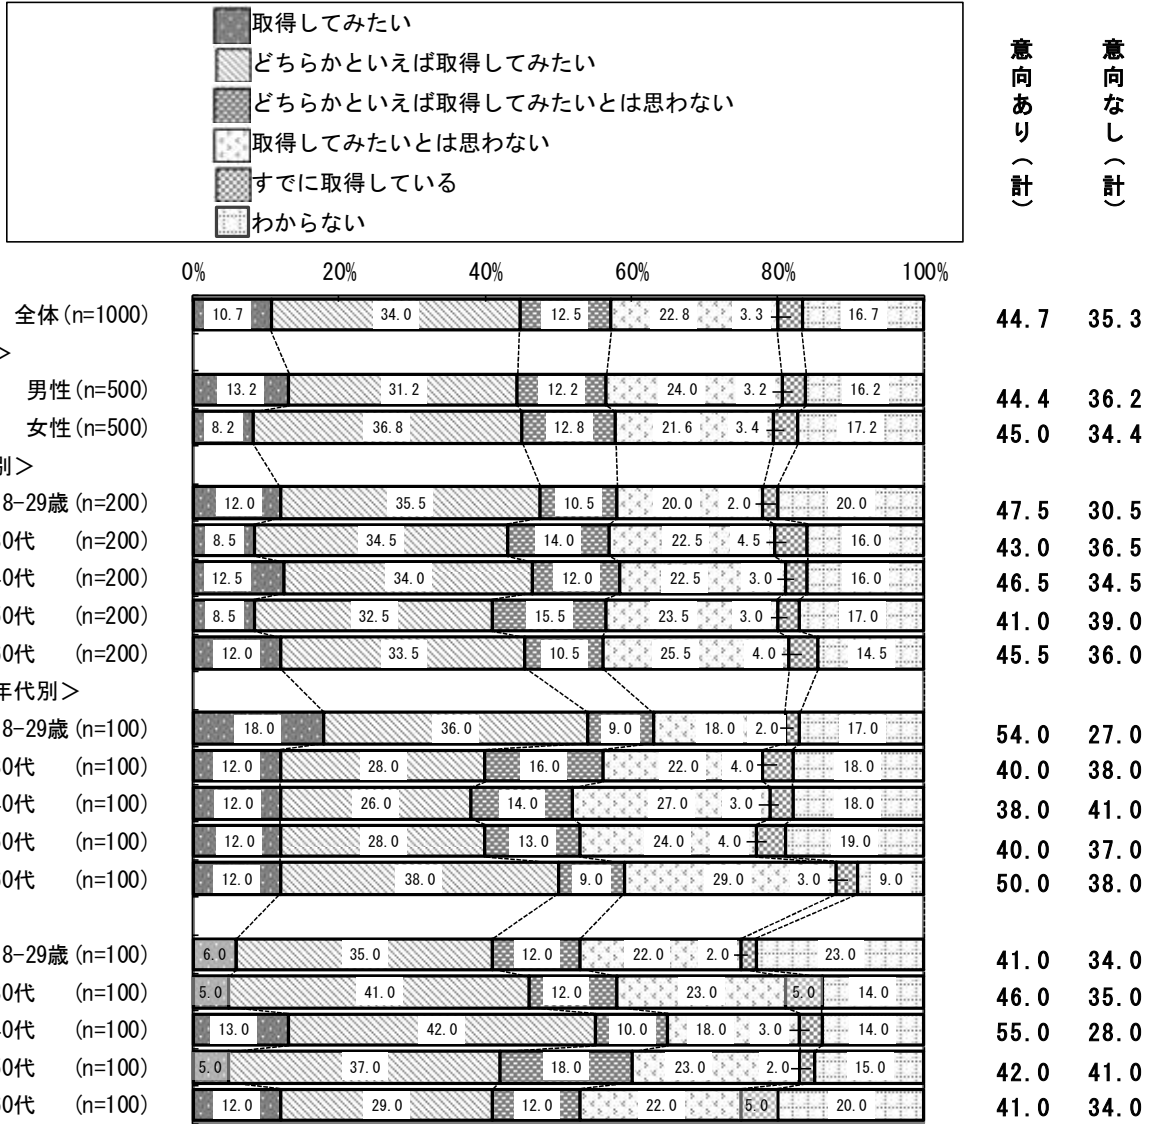 取得してみたい
どちらかといえば取得してみたい
どちらかといえば取得してみたいとは思わない
取得してみたいとは思わない
すでに取得している
わからない
意向あり（計）
意向なし（計）
0% 20% 40% 60% 80% 100%
全体(n=1000) 10.7 34.0 12.5 22.8 3.3 16.7 44.7 35.3
＞
男性(n=500) 13.2 31.2 12.2 24.0 3.2 16.2 44.4 36.2
女性(n=500) 8.2 36.8 12.8 21.6 3.4 17.2 45.0 34.4
別＞
8-29歳(n=200) 12.0 35.5 10.5 20.0 2.0 20.0 47.5 30.5
0代 (n=200) 8.5 34.5 14.0 22.5 4.5 16.0 43.0 36.5
0代 (n=200) 12.5 34.0 12.0 22.5 3.0 16.0 46.5 34.5
0代 (n=200) 8.5 32.5 15.5 23.5 3.0 17.0 41.0 39.0
0代 (n=200) 12.0 33.5 10.5 25.5 4.0 14.5 45.5 36.0
年代別＞
8-29歳(n=100) 18.0 36.0 9.0 18.0 2.0 17.0 54.0 27.0
0代 (n=100) 12.0 28.0 16.0 22.0 4.0 18.0 40.0 38.0
0代 (n=100) 12.0 26.0 14.0 27.0 3.0 18.0 38.0 41.0
0代 (n=100) 12.0 28.0 13.0 24.0 4.0 19.0 40.0 37.0
0代 (n=100) 12.0 38.0 9.0 29.0 3.0 9.0 50.0 38.0
8-29歳(n=100) 6.0 35.0 12.0 22.0 2.0 23.0 41.0 34.0
0代 (n=100) 5.0 41.0 12.0 23.0 5.0 14.0 46.0 35.0
0代 (n=100) 13.0 42.0 10.0 18.0 3.0 14.0 55.0 28.0
0代 (n=100) 5.0 37.0 18.0 23.0 2.0 15.0 42.0 41.0
0代 (n=100) 12.0 29.0 12.0 22.0 5.0 20.0 41.0 34.0